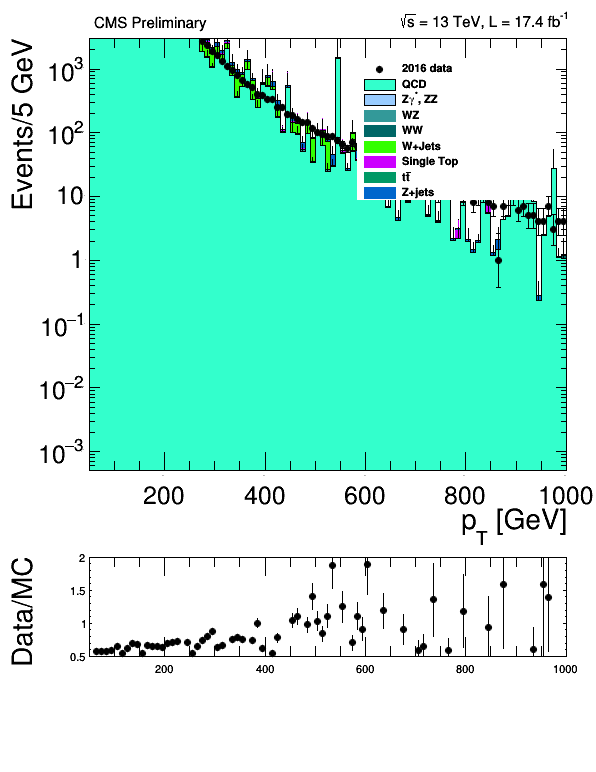 CMS Preliminary
√s = 13 TeV, L = 17.4 fb⁻¹
Events/5 GeV
10³
10²
10
1
10⁻¹
10⁻²
10⁻³
2016 data
QCD
Zγ*, ZZ
WZ
WW
W+Jets
Single Top
tt̄
Z+jets
200 400 600 800 1000
p_T [GeV]
Data/MC
2
1.5
1
0.5
200 400 600 800 1000